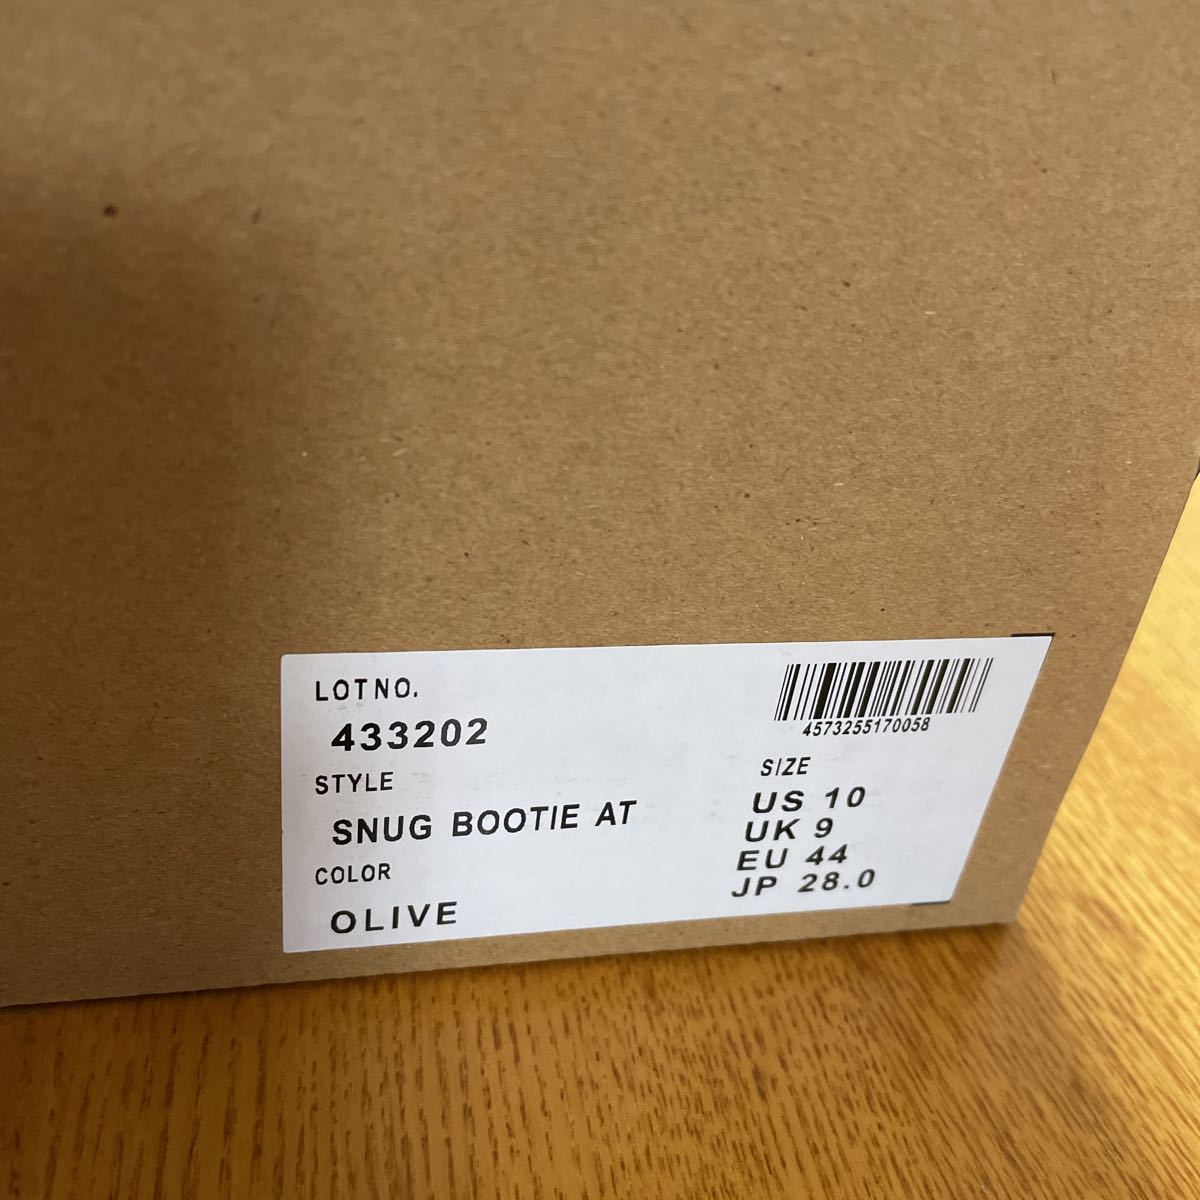 LOTNO.
433202
STYLE
SNUG BOOTIE AT
COLOR
OLIVE
4573255170058
SIZE
US 10
UK 9
EU 44
JP 28.0